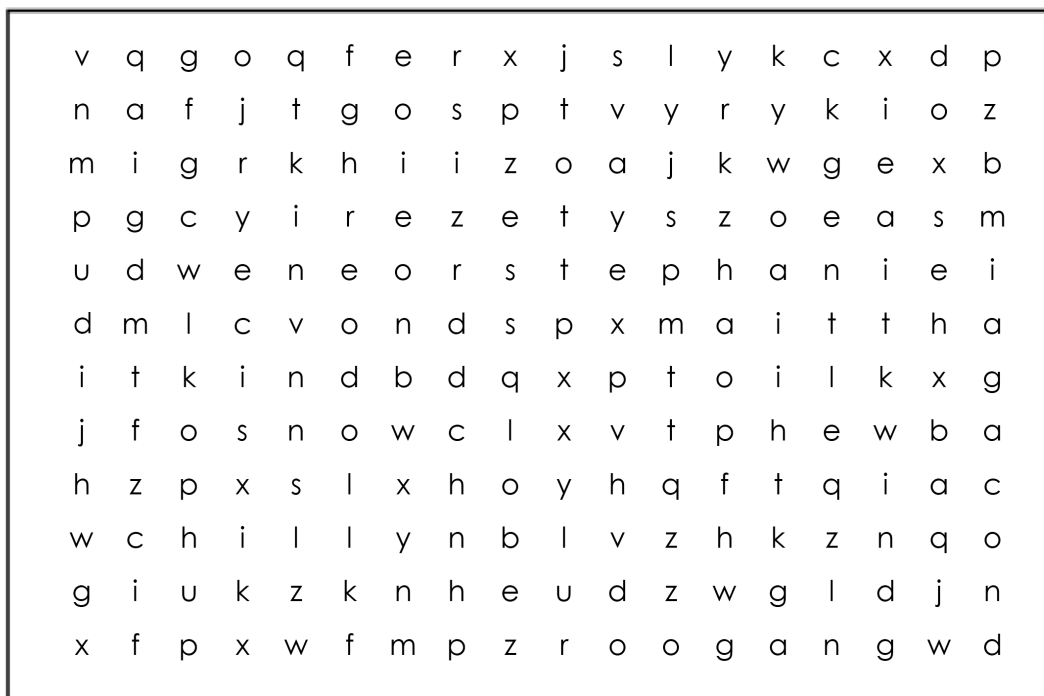 v q g o q f e r x j s l y k c x d p
n a f j t g o s p t v y r y k i o z
m i g r k h i i z o a j k w g e x b
p g c y i r e z e t y s z o e a s m
u d w e n e o r s t e p h a n i e i
d m l c v o n d s p x m a i t t h a
i t k i n d b d q x p t o i l k x g
j f o s n o w c l x v t p h e w b a
h z p x s l x h o y h q f t q i a c
w c h i l l y n b l v z h k z n q o
g i u k z k n h e u d z w g l d j n
x f p x w f m p z r o o g a n g w d